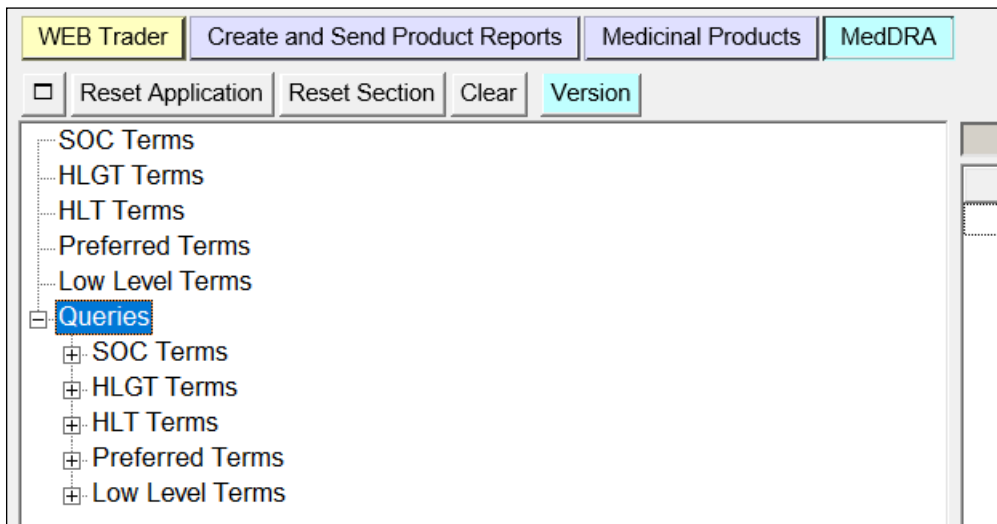 WEB Trader Create and Send Product Reports Medicinal Products MedDRA
Reset Application Reset Section Clear Version
SOC Terms
HLGT Terms
HLT Terms
Preferred Terms
Low Level Terms
Queries
SOC Terms
HLGT Terms
HLT Terms
Preferred Terms
Low Level Terms